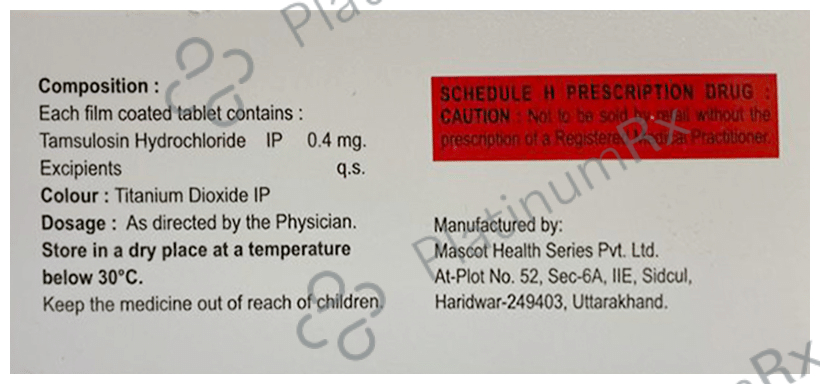 Composition :
Each film coated tablet contains :
Tamsulosin Hydrochloride IP 0.4 mg.
Excipients q.s.
Colour : Titanium Dioxide IP
Dosage : As directed by the Physician.
Store in a dry place at a temperature
below 30°C.
Keep the medicine out of reach of children.
SCHEDULE H PRESCRIPTION DRUG :
CAUTION : Not to be sold by retail without the
prescription of a Registered Medical Practitioner.
Manufactured by:
Mascot Health Series Pvt. Ltd.
At-Plot No. 52, Sec-6A, IIE, Sidcul,
Haridwar-249403, Uttarakhand.
PlatinumRx